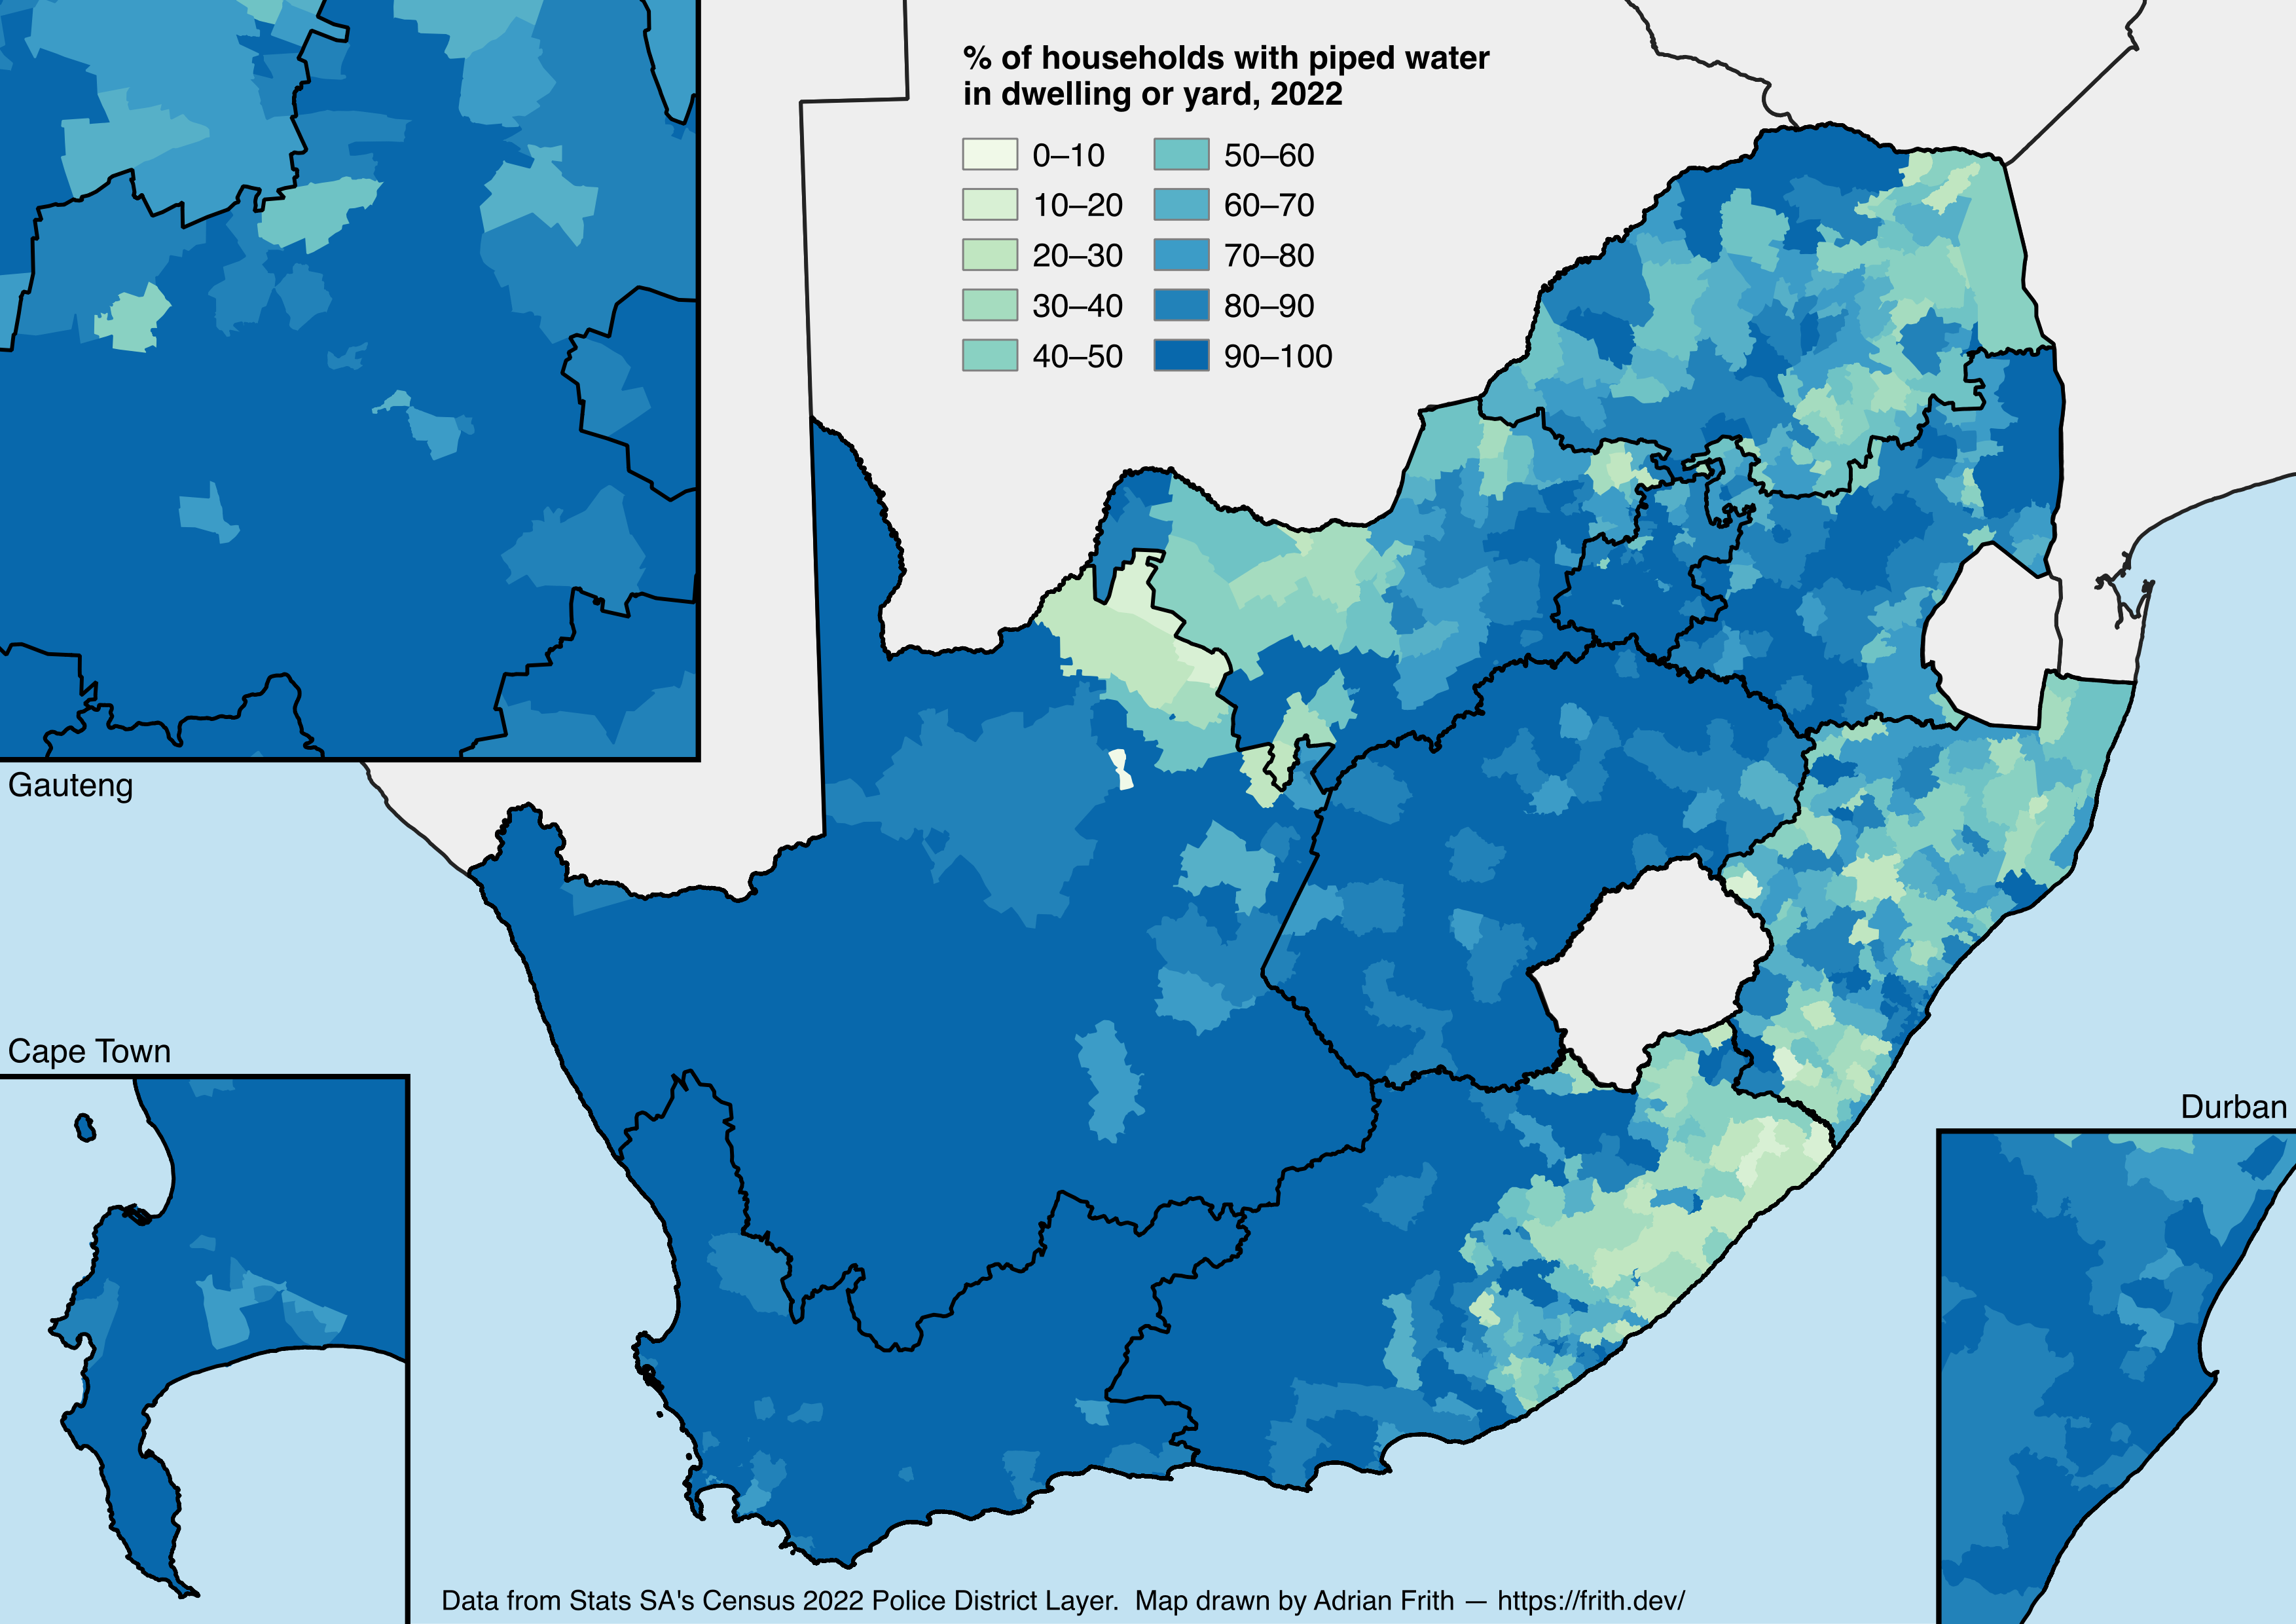 % of households with piped water
in dwelling or yard, 2022
0–10
10–20
20–30
30–40
40–50
50–60
60–70
70–80
80–90
90–100
Gauteng
Cape Town
Durban
Data from Stats SA's Census 2022 Police District Layer. Map drawn by Adrian Frith — https://frith.dev/